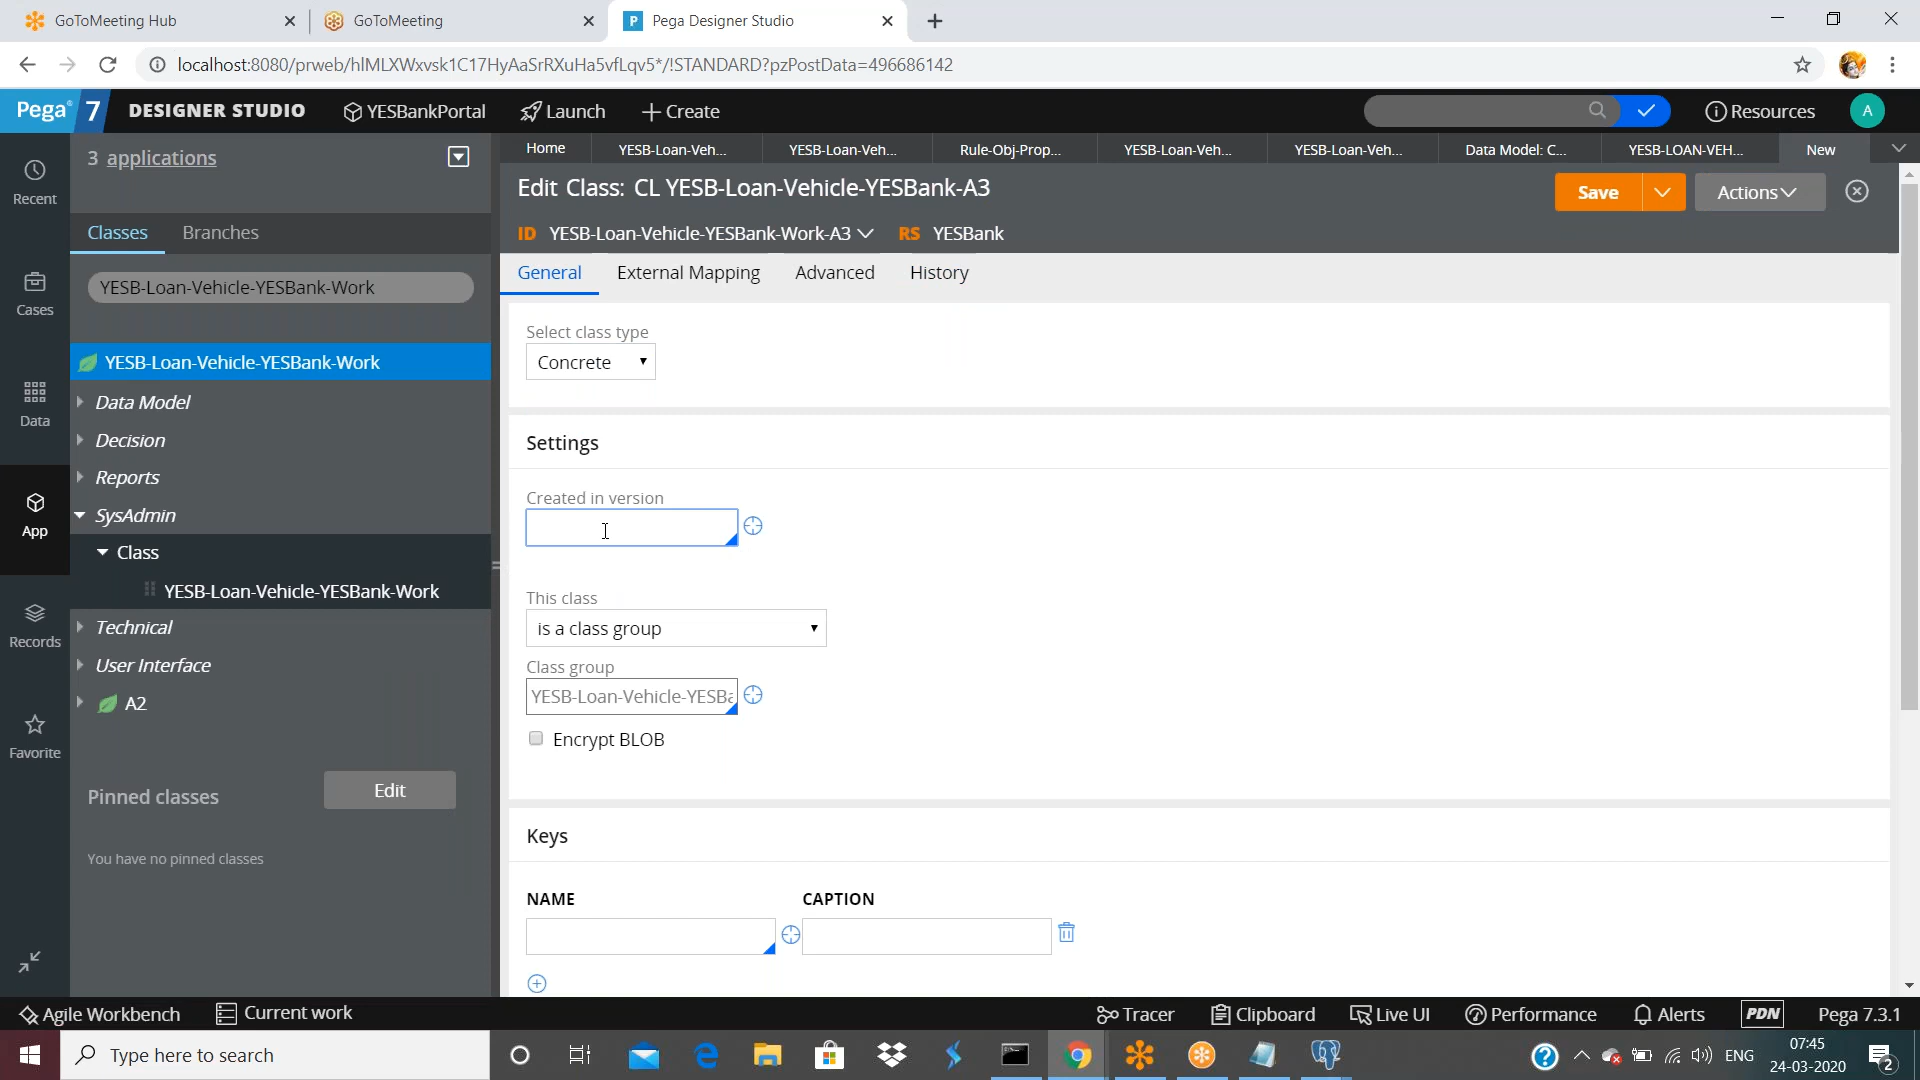 GoToMeeting Hub
GoToMeeting
P Pega Designer Studio
localhost:8080/prweb/hlMLXWxvsk1C17HyAaSrRXuHa5vfLqv5*/!STANDARD?pzPostData=496686142
Pega 7 DESIGNER STUDIO YESBankPortal Launch Create Resources A
3 applications
Home YESB-Loan-Veh... YESB-Loan-Veh... Rule-Obj-Prop... YESB-Loan-Veh... YESB-Loan-Veh... Data Model: C... YESB-LOAN-VEH... New
Recent
Cases
Data
App
Records
Favorite
Classes Branches
YESB-Loan-Vehicle-YESBank-Work
YESB-Loan-Vehicle-YESBank-Work
Data Model
Decision
Reports
SysAdmin
Class
YESB-Loan-Vehicle-YESBank-Work
Technical
User Interface
A2
Pinned classes Edit
You have no pinned classes
Edit Class: CL YESB-Loan-Vehicle-YESBank-A3
Save Actions
ID YESB-Loan-Vehicle-YESBank-Work-A3 RS YESBank
General External Mapping Advanced History
Select class type
Concrete
Settings
Created in version
This class
is a class group
Class group
YESB-Loan-Vehicle-YESBa
Encrypt BLOB
Keys
NAME CAPTION
Agile Workbench Current work Tracer Clipboard Live UI Performance Alerts PDN Pega 7.3.1
Type here to search
ENG
07:45
24-03-2020
2